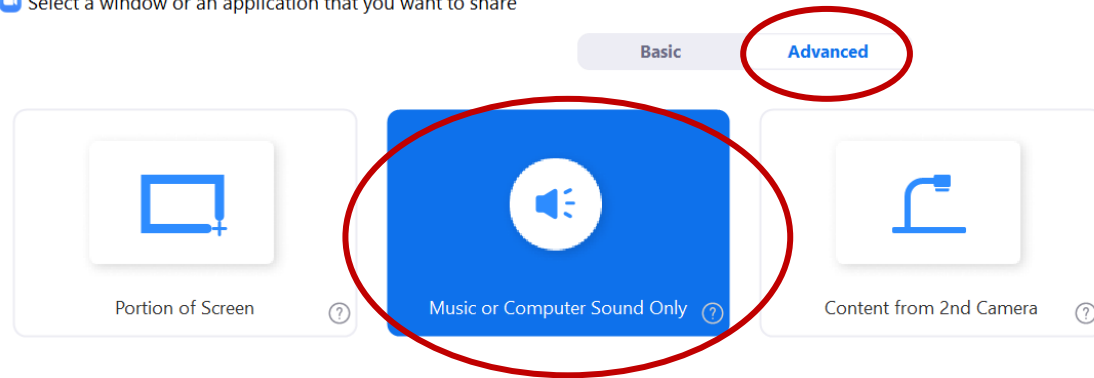 Select a window or an application that you want to share
Basic
Advanced
Portion of Screen ?
Music or Computer Sound Only ?
Content from 2nd Camera ?